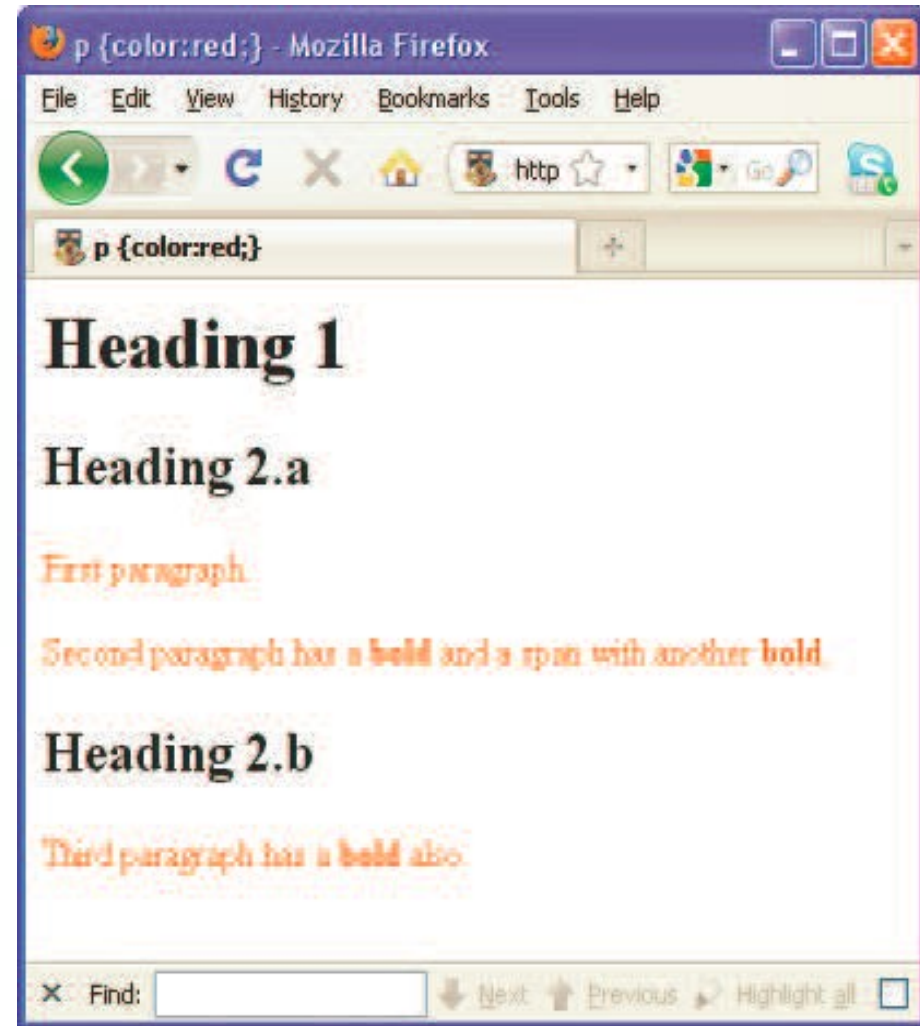 p {color:red;} - Mozilla Firefox
File Edit View History Bookmarks Tools Help
http Go
p {color:red;}
Heading 1
Heading 2.a
First paragraph.
Second paragraph has a bold and a span with another bold.
Heading 2.b
Third paragraph has a bold also.
× Find: Next Previous Highlight all